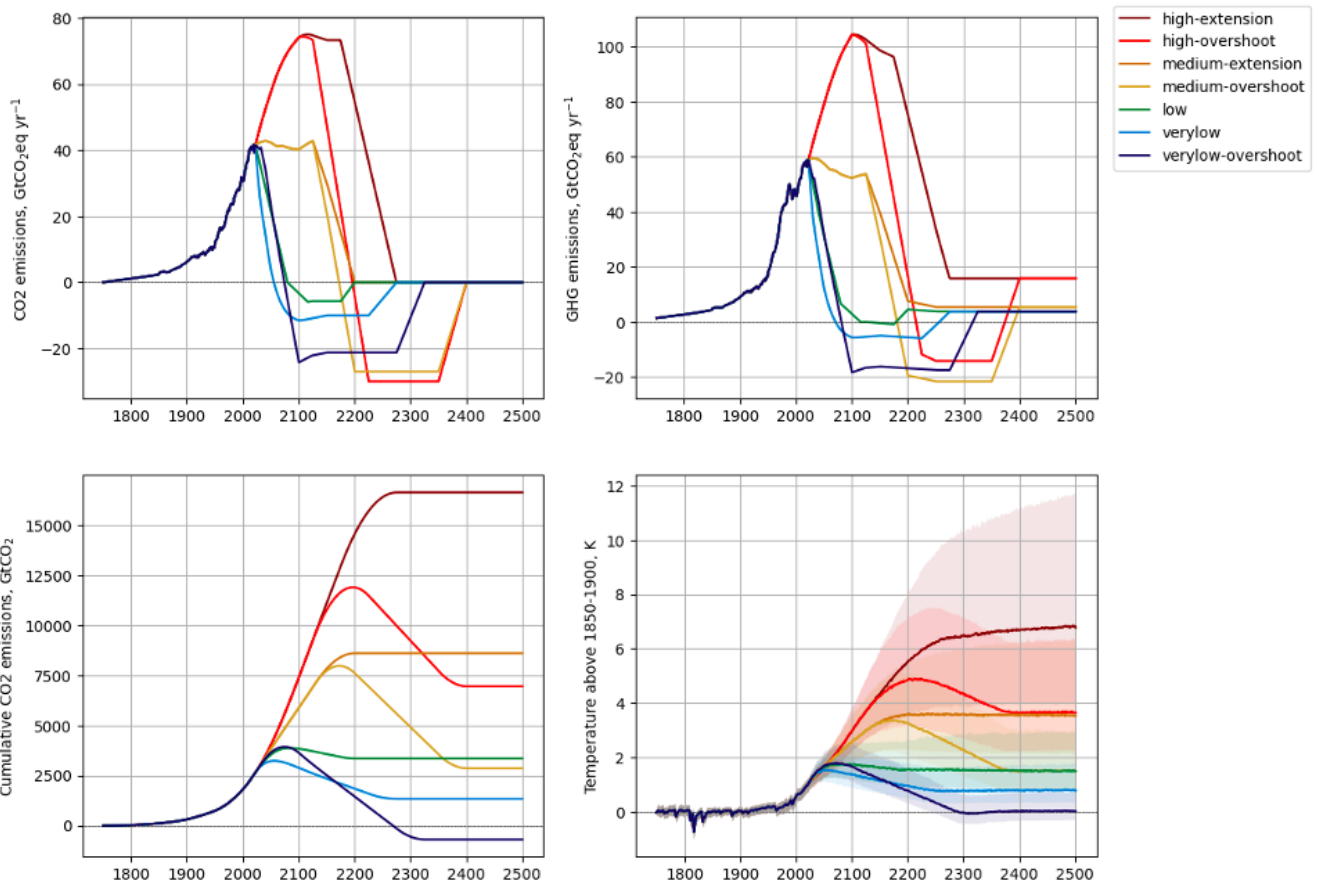 80
60
40
20
0
−20
CO2 emissions, GtCO₂eq yr⁻¹
1800 1900 2000 2100 2200 2300 2400 2500
100
80
60
40
20
0
−20
GHG emissions, GtCO₂eq yr⁻¹
1800 1900 2000 2100 2200 2300 2400 2500
high-extension
high-overshoot
medium-extension
medium-overshoot
low
verylow
verylow-overshoot
15000
12500
10000
7500
5000
2500
0
Cumulative CO2 emissions, GtCO₂
1800 1900 2000 2100 2200 2300 2400 2500
12
10
8
6
4
2
0
Temperature above 1850-1900, K
1800 1900 2000 2100 2200 2300 2400 2500